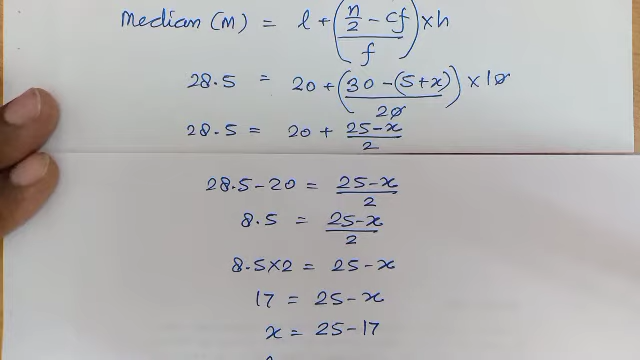 Median (M) = l + (n/2 - cf / f) × h
28.5 = 20 + (30 - (5+x) / 20) × 10
28.5 = 20 + 25-x / 2
28.5-20 = 25-x / 2
8.5 = 25-x / 2
8.5×2 = 25-x
17 = 25-x
x = 25-17